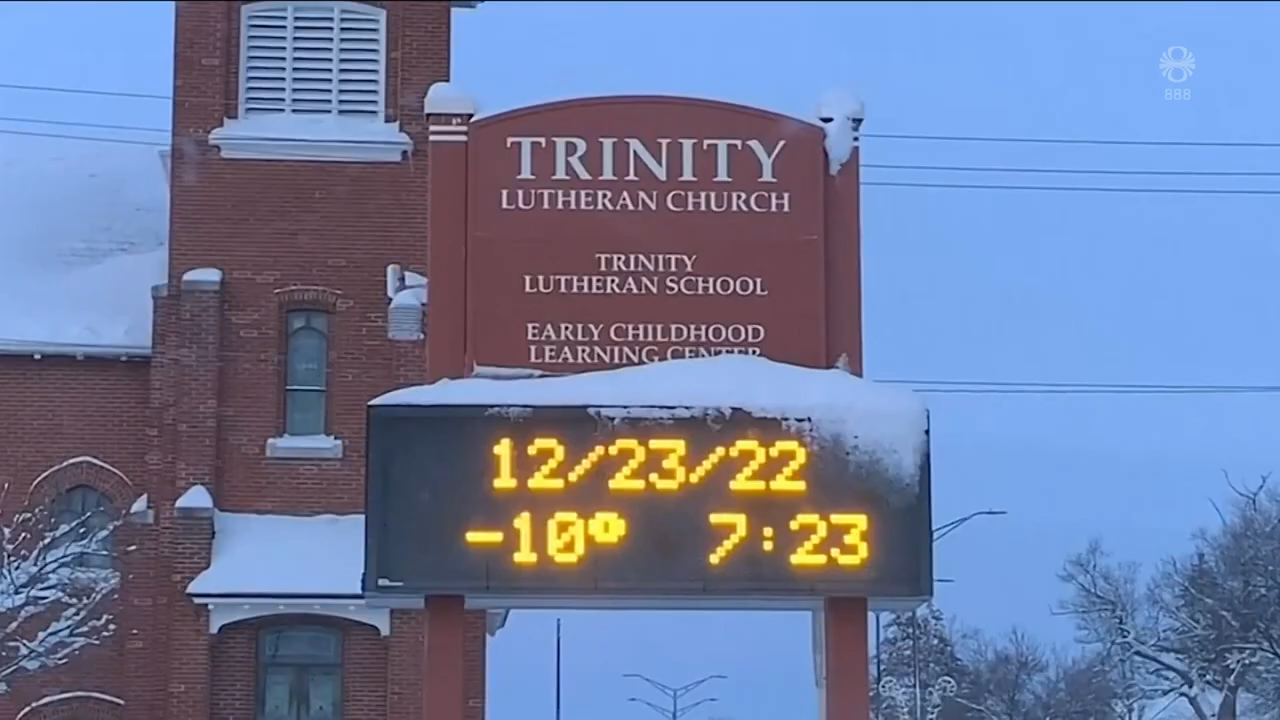 888
TRINITY
LUTHERAN CHURCH
TRINITY
LUTHERAN SCHOOL
EARLY CHILDHOOD
LEARNING CENTER
12/23/22
-10° 7:23